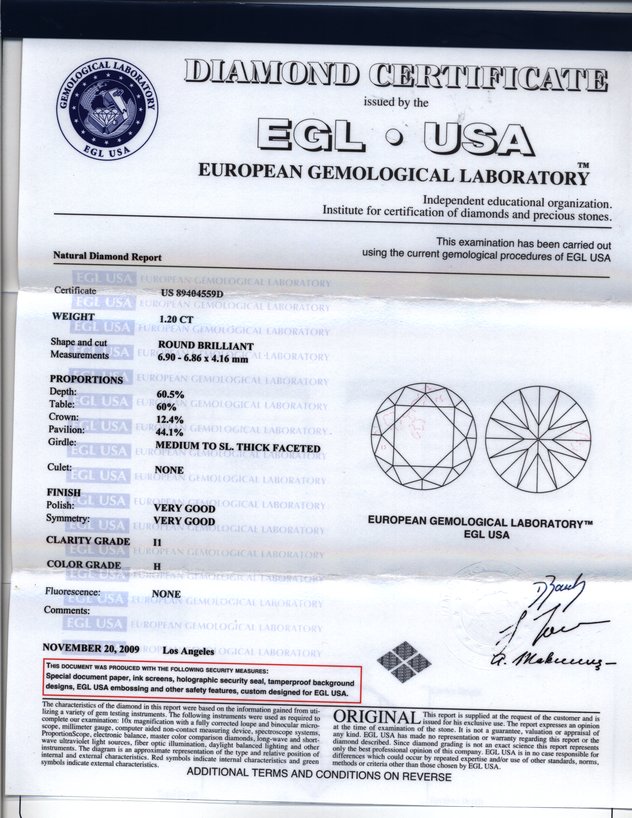 GEMOLOGICAL LABORATORY
EGL USA
DIAMOND CERTIFICATE
issued by the
EGL • USA
EUROPEAN GEMOLOGICAL LABORATORY™
Independent educational organization.
Institute for certification of diamonds and precious stones.
This examination has been carried out
using the current gemological procedures of EGL USA
Natural Diamond Report
Certificate US 89404559D
WEIGHT 1.20 CT
Shape and cut ROUND BRILLIANT
Measurements 6.90 - 6.86 x 4.16 mm
PROPORTIONS
Depth: 60.5%
Table: 60%
Crown: 12.4%
Pavilion: 44.1%
Girdle: MEDIUM TO SL. THICK FACETED
Culet: NONE
FINISH
Polish: VERY GOOD
Symmetry: VERY GOOD
CLARITY GRADE I1
COLOR GRADE H
Fluorescence: NONE
Comments:
EUROPEAN GEMOLOGICAL LABORATORY™
EGL USA
NOVEMBER 20, 2009 Los Angeles
THIS DOCUMENT WAS PRODUCED WITH THE FOLLOWING SECURITY MEASURES:
Special document paper, ink screens, holographic security seal, tamperproof background
designs, EGL USA embossing and other safety features, custom designed for EGL USA.
The characteristics of the diamond in this report were based on the information gained from uti-
lizing a variety of gem testing instruments. The following instruments were used as required to
complete our examination: 10x magnification with a fully corrected loupe and binocular micro-
scope, millimeter gauge, computer aided non-contact measuring device, spectroscope systems,
ProportionScope, electronic balance, master color comparison diamonds, long-wave and short-
wave ultraviolet light sources, fiber optic illumination, daylight balanced lighting and other
instruments. The diagram is an approximation of the type and relative position of
internal and external characteristics. Red symbols indicate internal characteristics and green
symbols indicate external characteristics.
ORIGINAL This report is supplied at the request of the customer and is
issued for his exclusive use. The report expresses an opinion
at the time of examination of the stone. It is not a guarantee, valuation or appraisal of
any kind. EGL USA has made no representation or warranty regarding this report or the
diamond described. Since diamond grading is not an exact science this report represents
only the best professional opinion of this company. EGL USA is in no case responsible for
differences which could occur by repeated expertise and/or use of other standards, norms,
methods or criteria other than those chosen by EGL USA.
ADDITIONAL TERMS AND CONDITIONS ON REVERSE